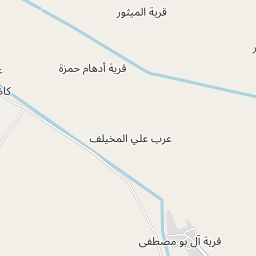 قرية الميثور
قرية أدهام حمزة
عرب علي المخيلف
قرية آل بو مصطفى